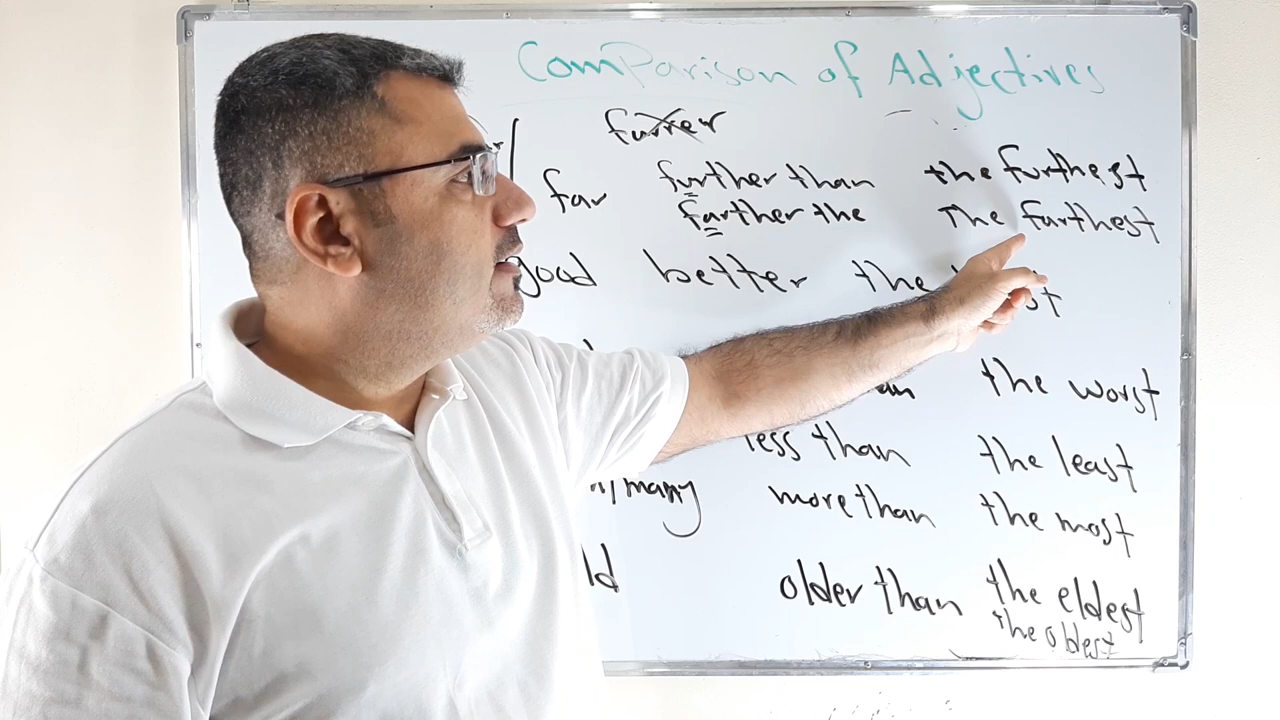 Comparison of Adjectives
furrer
far further than the furthest
farther the The farthest
good better the
the worst
less than the least
many more than the most
older than the eldest
the oldest